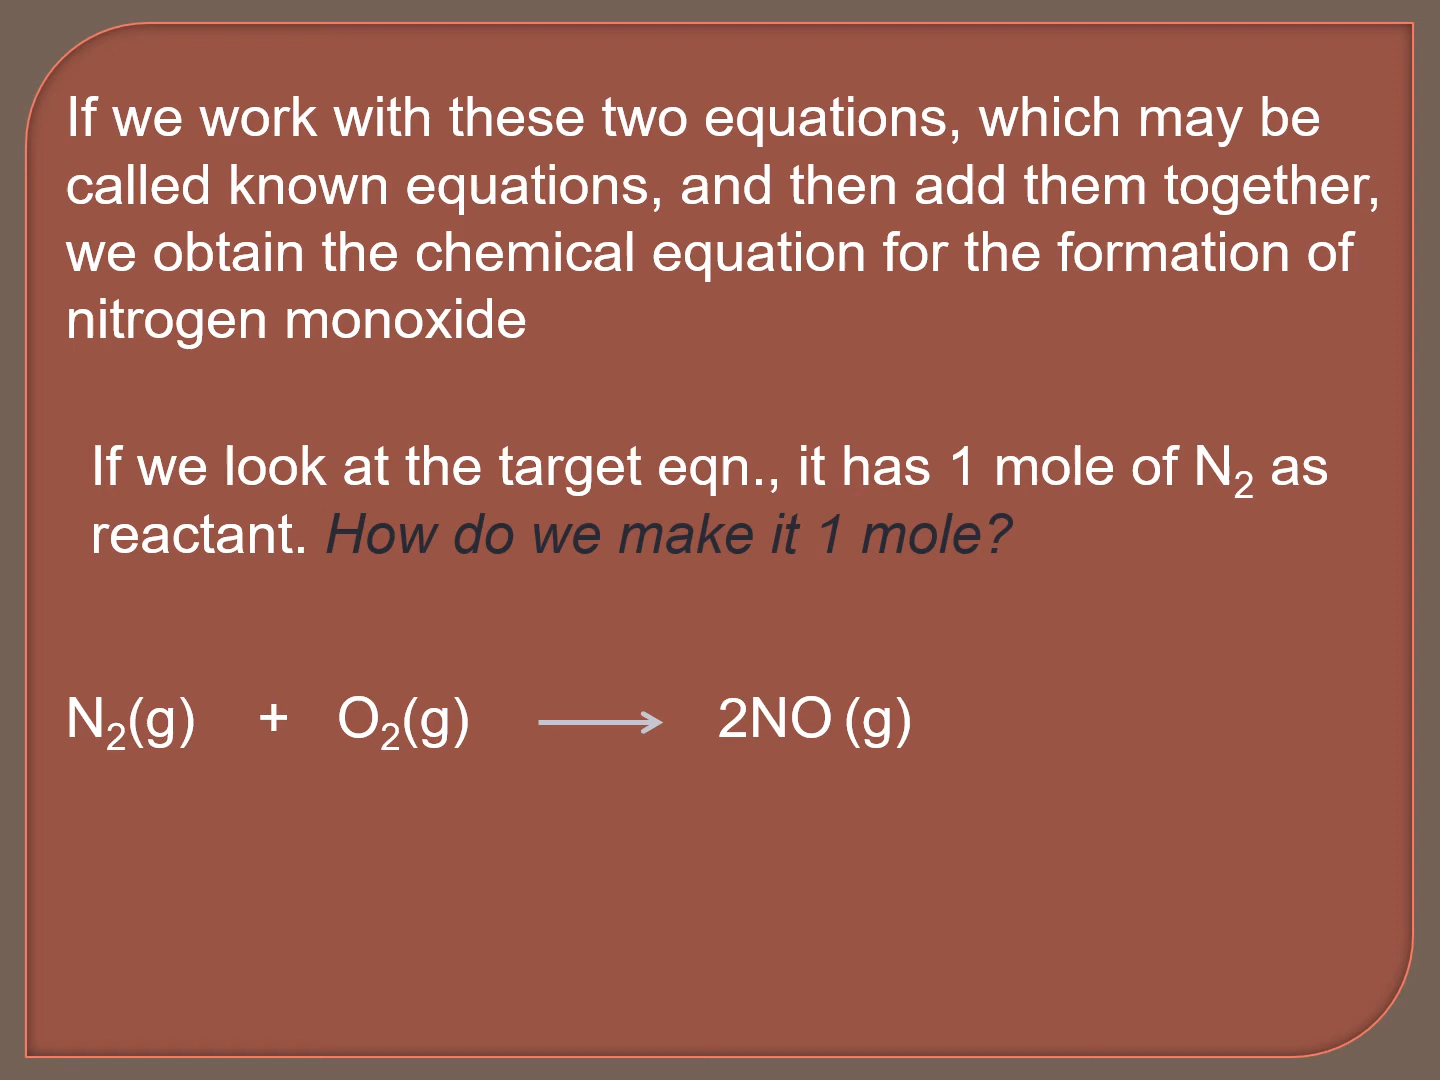 If we work with these two equations, which may be
called known equations, and then add them together,
we obtain the chemical equation for the formation of
nitrogen monoxide
If we look at the target eqn., it has 1 mole of N₂ as
reactant. How do we make it 1 mole?
N₂(g) + O₂(g) ⟶ 2NO (g)